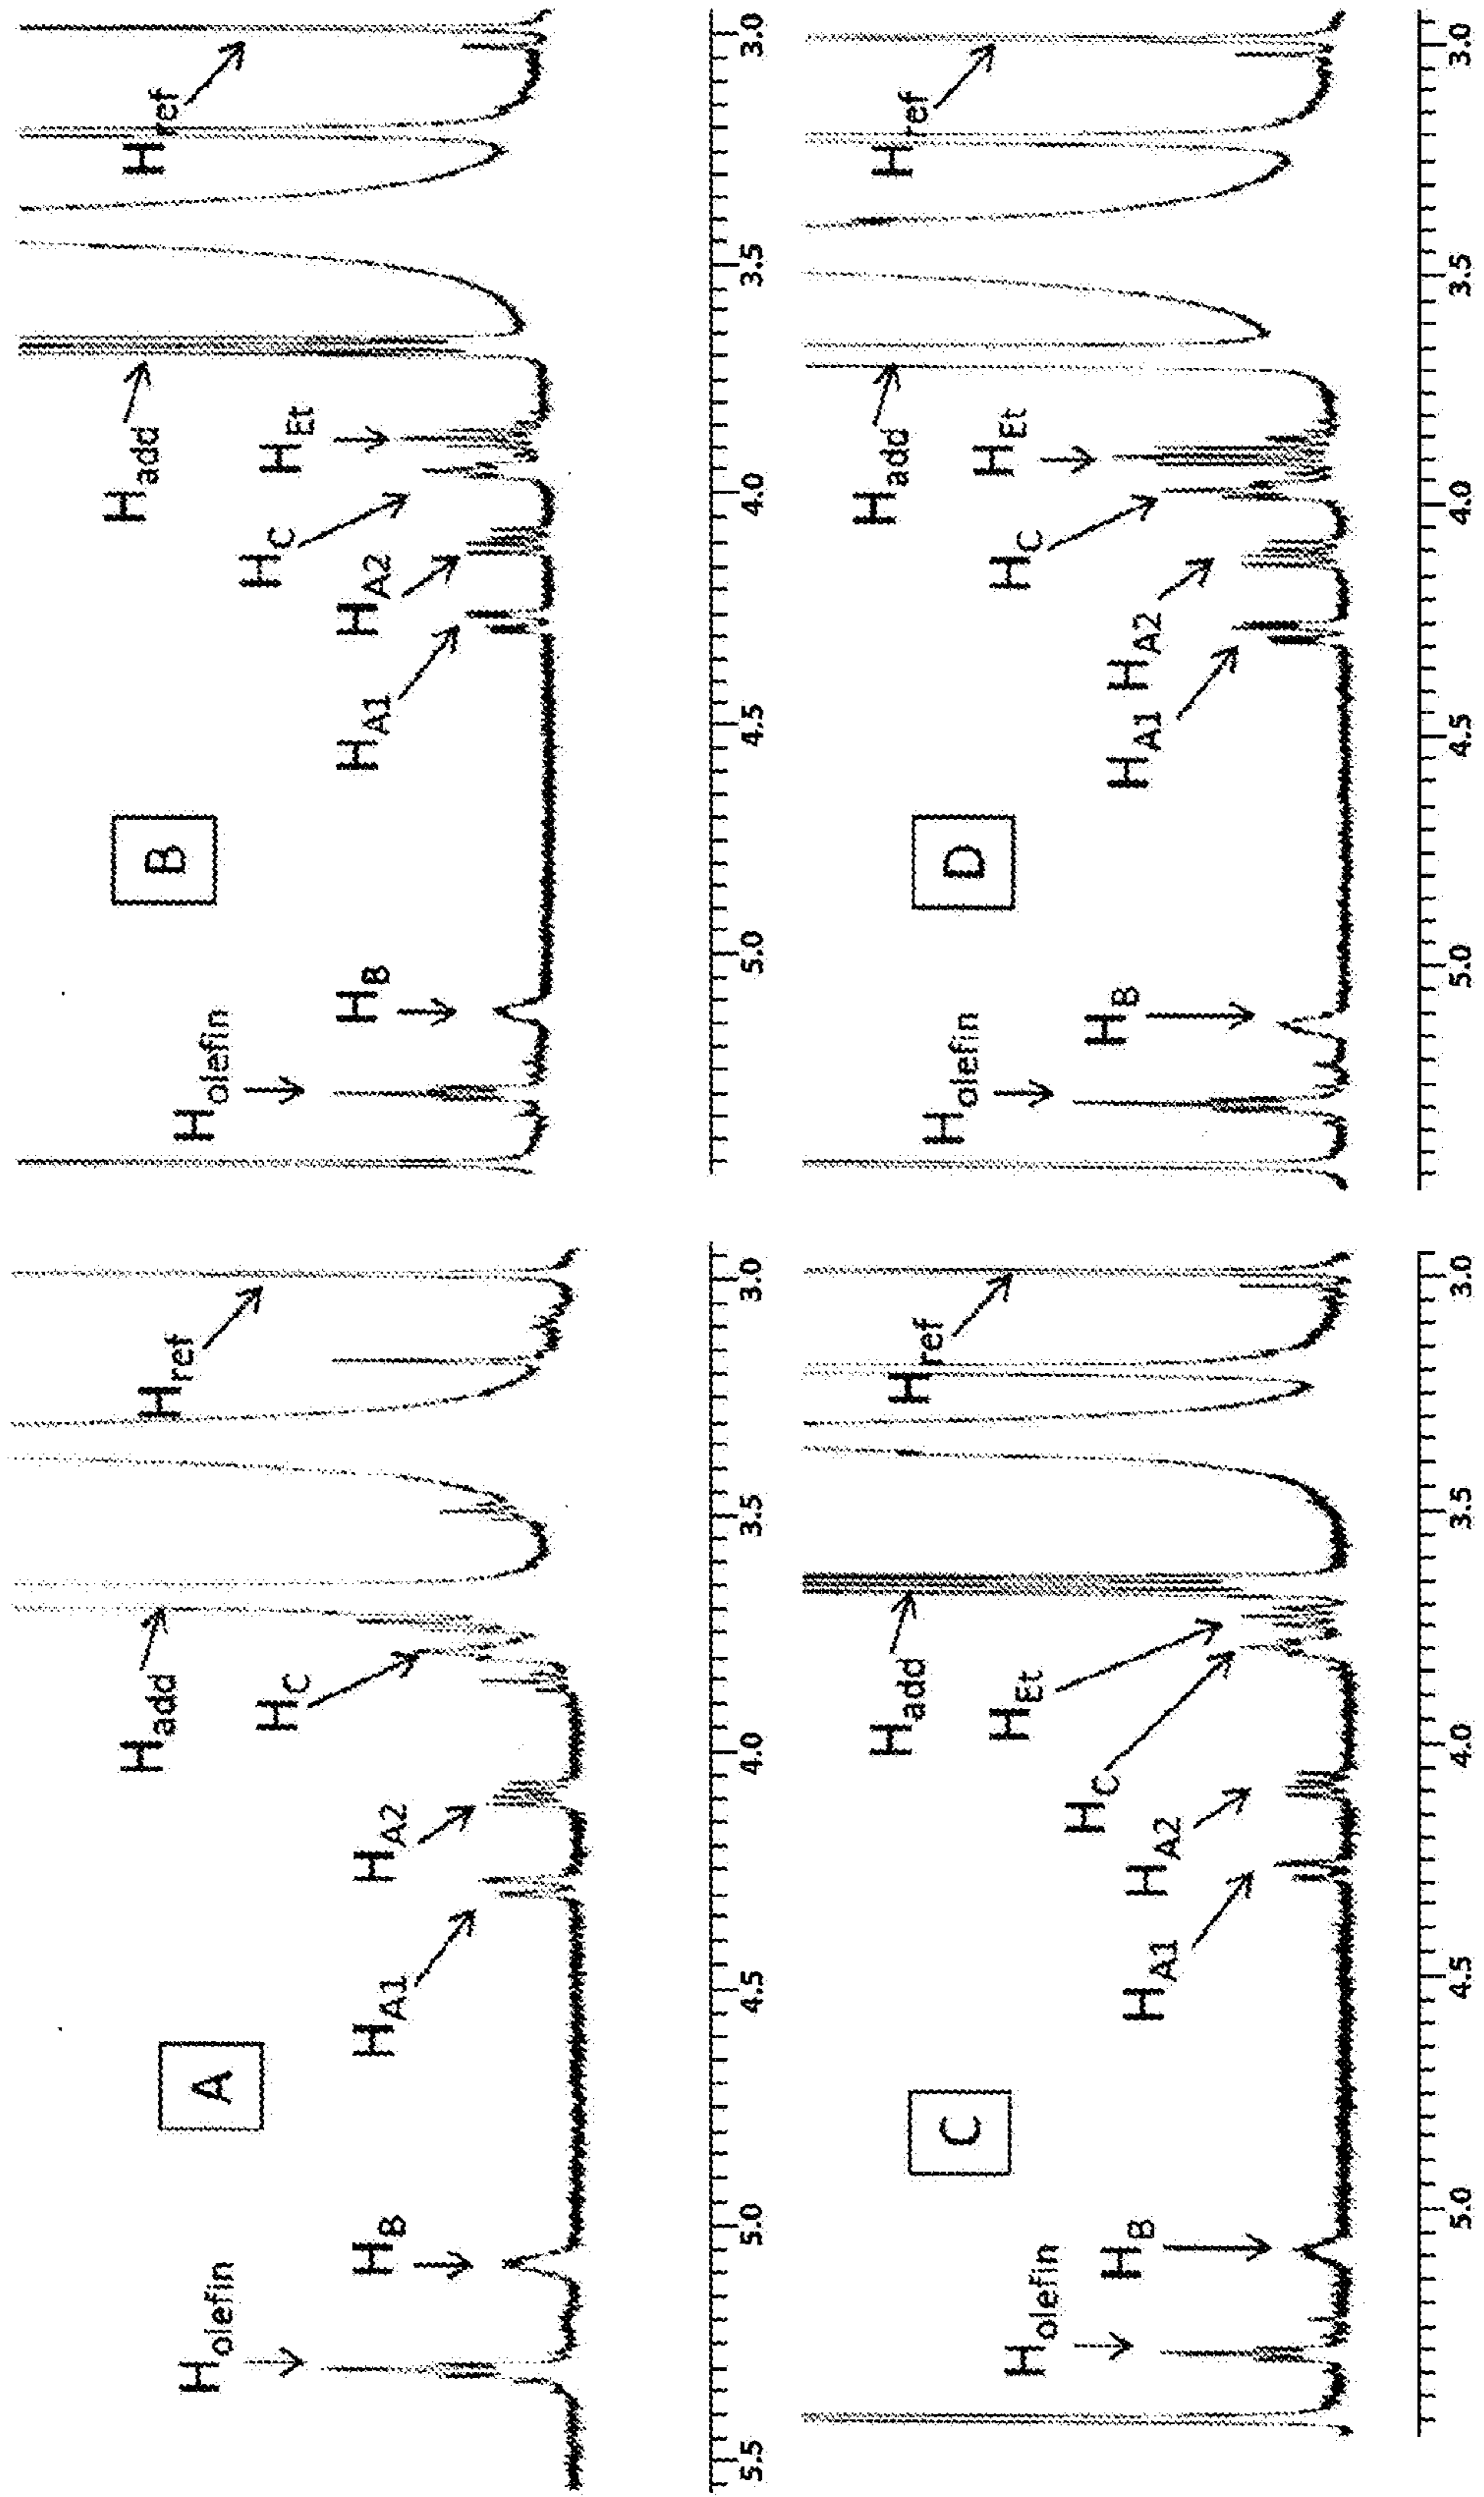 A
H_olefin
H_B
H_A1
H_A2
H_C
H_add
H_ref
5.5 5.0 4.5 4.0 3.5 3.0
B
H_olefin
H_B
H_A1
H_A2
H_C
H_Et
H_add
H_ref
5.0 4.5 4.0 3.5 3.0
C
H_olefin
H_B
H_A1
H_A2
H_C
H_Et
H_add
H_ref
5.0 4.5 4.0 3.5 3.0
D
H_olefin
H_B
H_A1
H_A2
H_C
H_Et
H_add
H_ref
5.0 4.5 4.0 3.5 3.0